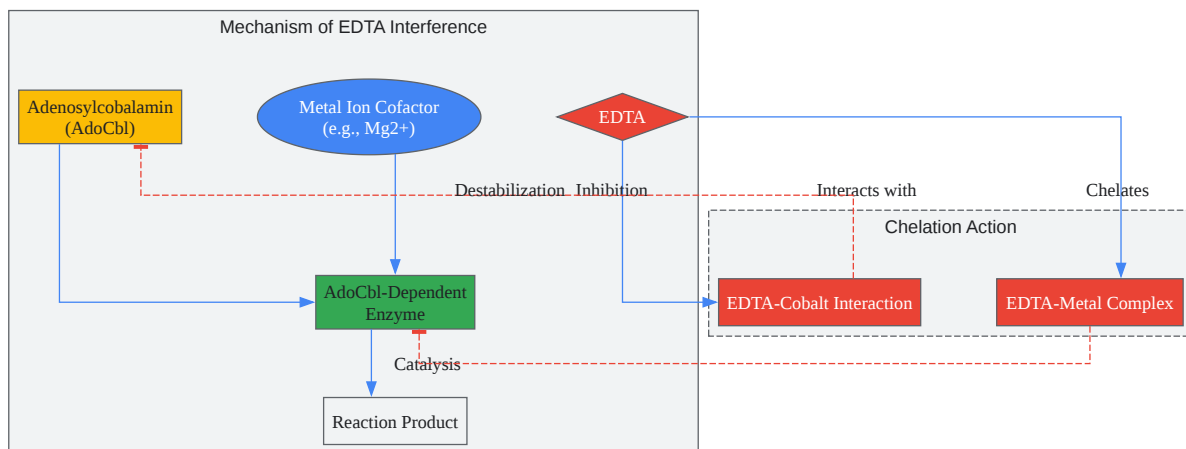 Mechanism of EDTA Interference
Adenosylcobalamin
(AdoCbl)
Metal Ion Cofactor
(e.g., Mg2+)
EDTA
Destabilization
Inhibition
Interacts with
Chelates
Chelation Action
AdoCbl-Dependent
Enzyme
EDTA-Cobalt Interaction
EDTA-Metal Complex
Catalysis
Reaction Product